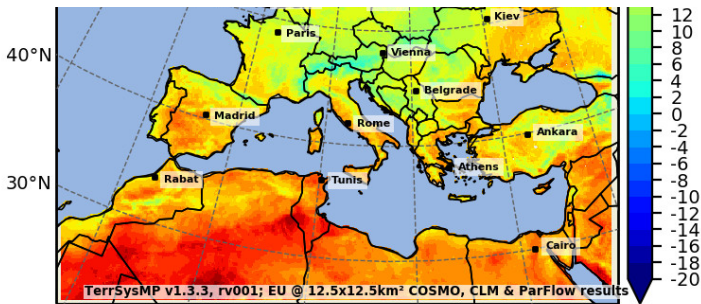 Kiev
12
Paris
10
40°N
Vienna
8
6
4
Belgrade
2
Madrid
0
Rome
-2
Ankara
-4
Athens
-6
30°N
Rabat
Tunis
-8
-10
-12
-14
Cairo
-16
-18
TerrSysMP v1.3.3, rv001; EU @ 12.5x12.5km² COSMO, CLM & ParFlow results
-20